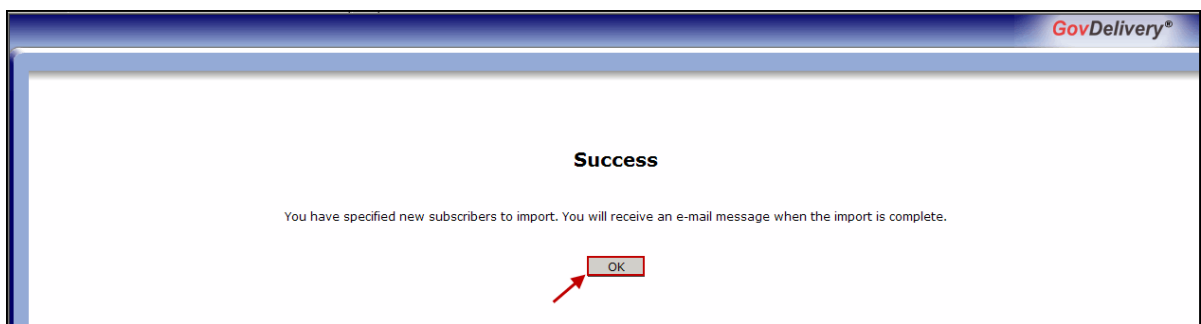 GovDelivery®
Success
You have specified new subscribers to import. You will receive an e-mail message when the import is complete.
OK